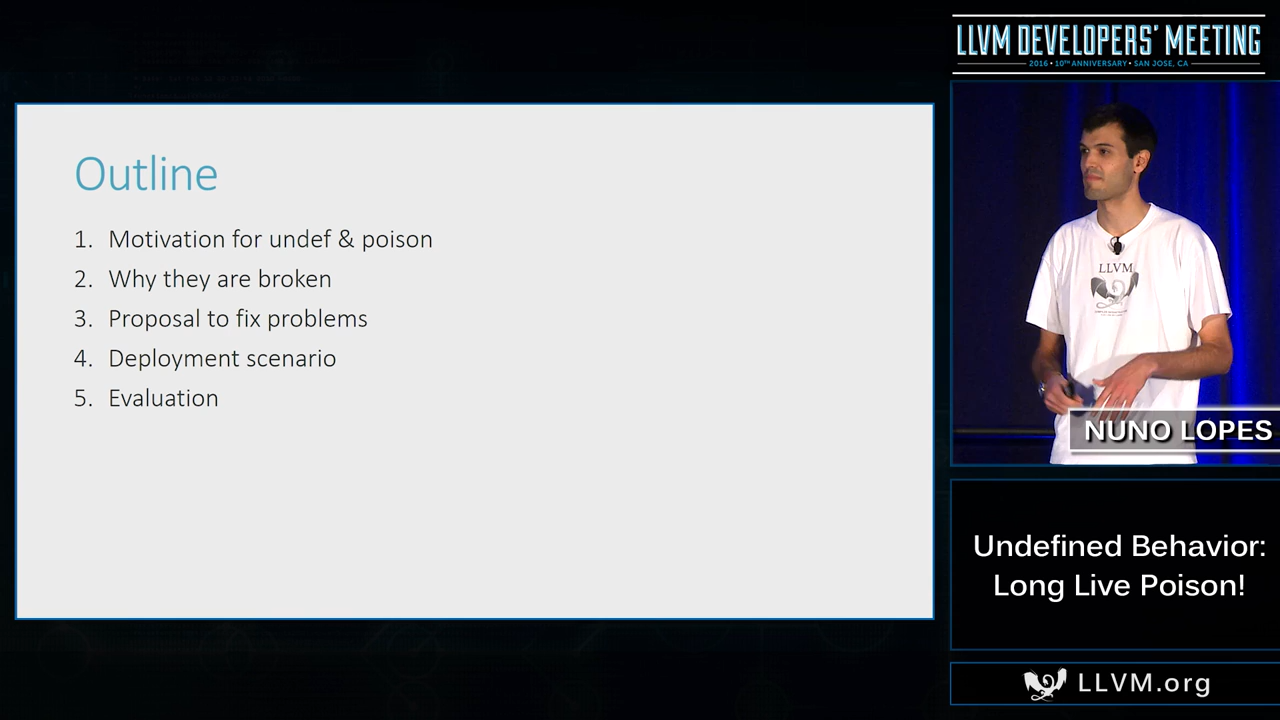 LLVM DEVELOPERS' MEETING
2016 • 10TH ANNIVERSARY • SAN JOSE, CA
Outline
1. Motivation for undef & poison
2. Why they are broken
3. Proposal to fix problems
4. Deployment scenario
5. Evaluation
LLVM
NUNO LOPES
Undefined Behavior:
Long Live Poison!
LLVM.org